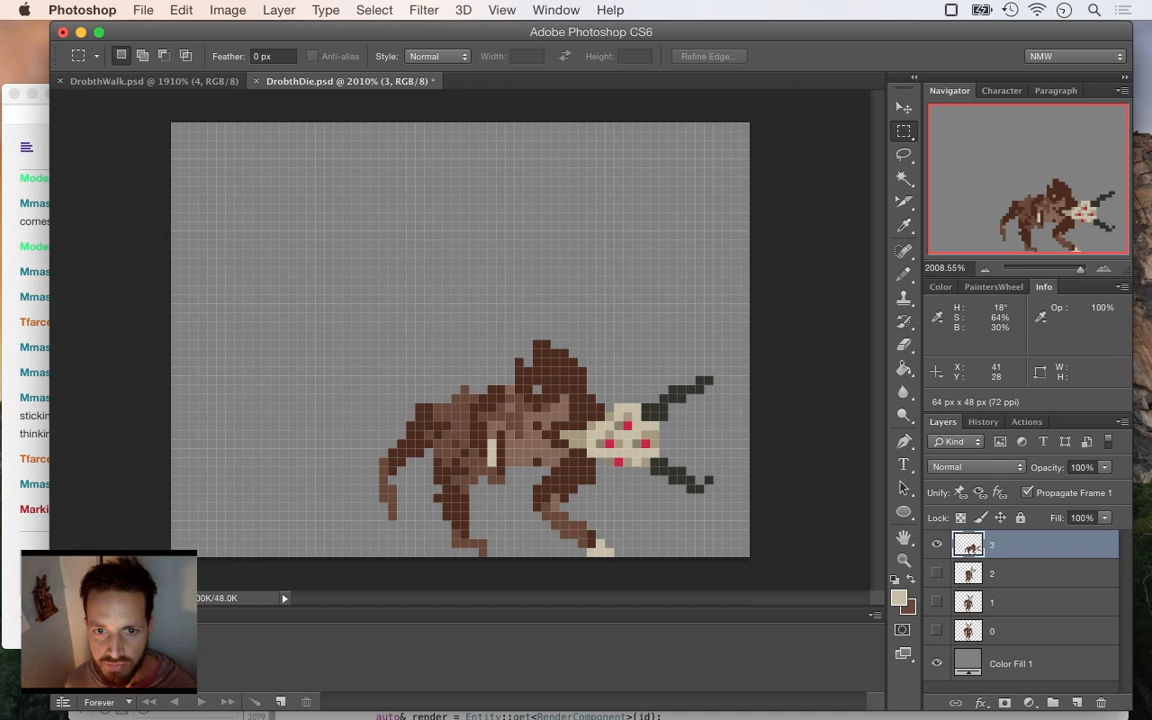 Photoshop File Edit Image Layer Type Select Filter 3D View Window Help
Adobe Photoshop CS6
Feather: 0 px Anti-alias Style: Normal Width: Height: Refine Edge... NMW
DrobthWalk.psd @ 1910% (4, RGB/8) DrobthDie.psd @ 2010% (3, RGB/8) *
Navigator Character Paragraph
2008.55%
Color PaintersWheel Info
H: 18° Op: 100%
S: 64%
B: 30%
X: 41 W:
Y: 28 H:
64 px x 48 px (72 ppi)
Layers History Actions
Kind
Normal Opacity: 100%
Unify: Propagate Frame 1
Lock: Fill: 100%
3
2
1
0
Color Fill 1
Mode
Mmas
comes
Mode
Mmas
Mmas
Tfarce
Mmas
Mmas
Mmas
stickin
thinkin
Tfarce
Mmas
Marki
00K/48.0K
Forever
2079 auto& render = Entity::get<RenderComponent>(id);